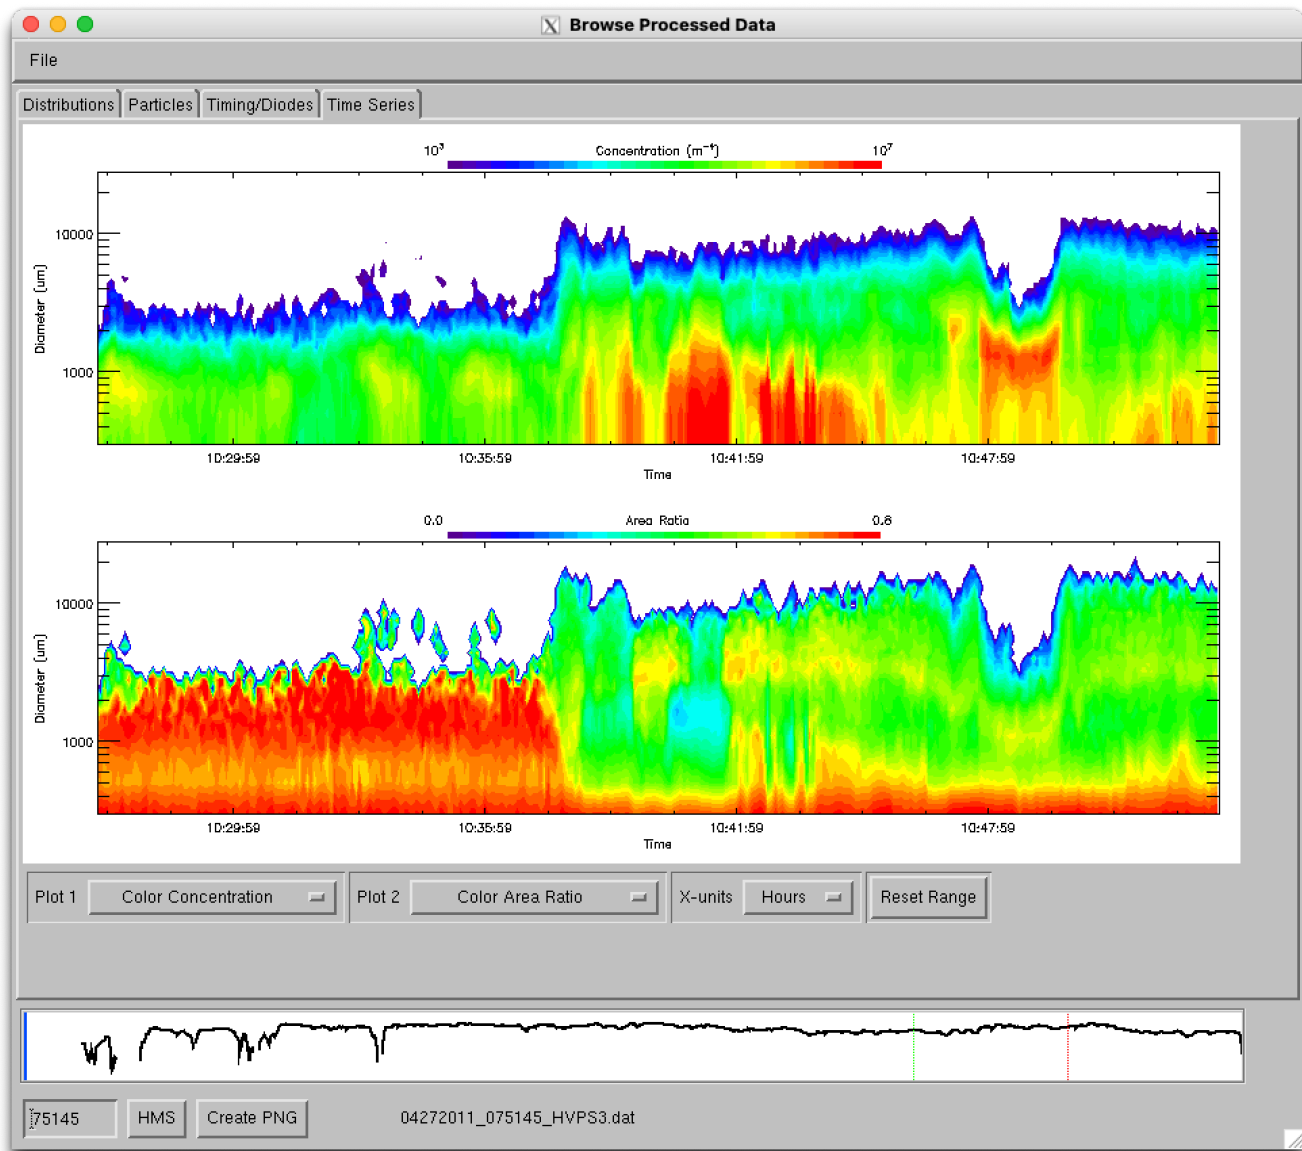 Browse Processed Data
File
Distributions Particles Timing/Diodes Time Series
10³ Concentration (m⁻⁴) 10⁷
10000
1000
Diameter (um)
10:29:59 10:35:59 10:41:59 10:47:59
Time
0.0 Area Ratio 0.8
10000
1000
Diameter (um)
10:29:59 10:35:59 10:41:59 10:47:59
Time
Plot 1 Color Concentration Plot 2 Color Area Ratio X-units Hours Reset Range
75145 HMS Create PNG 04272011_075145_HVPS3.dat